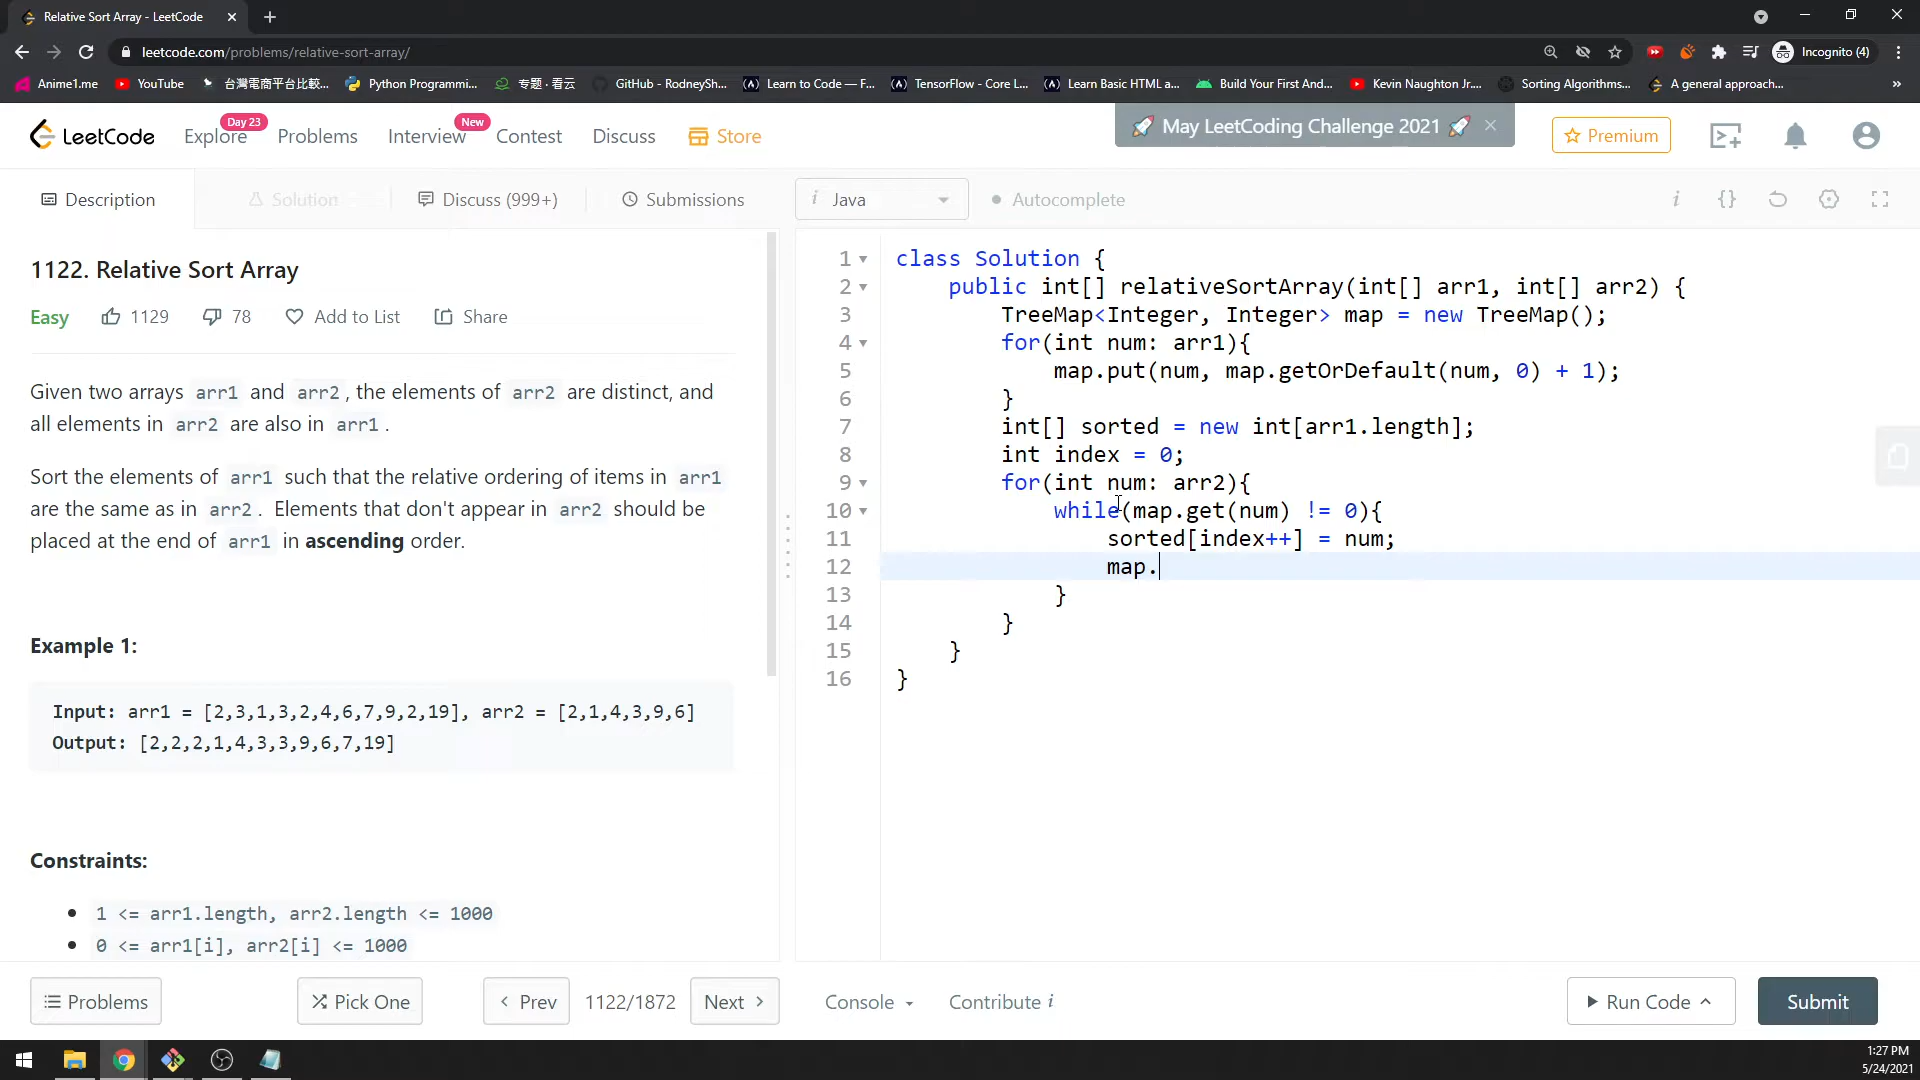 Relative Sort Array - LeetCode
leetcode.com/problems/relative-sort-array/
Incognito (4)
Anime1.me
YouTube
台灣電商平台比較...
Python Programmi...
专题 · 看云
GitHub - RodneySh...
Learn to Code — F...
TensorFlow - Core L...
Learn Basic HTML a...
Build Your First And...
Kevin Naughton Jr....
Sorting Algorithms...
A general approach...
»
LeetCode
Explore
Day 23
Problems
Interview
New
Contest
Discuss
Store
🚀 May LeetCoding Challenge 2021 🚀
Premium
Description
Solution
Discuss (999+)
Submissions
i Java
Autocomplete
i {}
1122. Relative Sort Array
Easy 1129 78 Add to List Share
Given two arrays arr1 and arr2, the elements of arr2 are distinct, and
all elements in arr2 are also in arr1.
Sort the elements of arr1 such that the relative ordering of items in arr1
are the same as in arr2. Elements that don't appear in arr2 should be
placed at the end of arr1 in ascending order.
Example 1:
Input: arr1 = [2,3,1,3,2,4,6,7,9,2,19], arr2 = [2,1,4,3,9,6]
Output: [2,2,2,1,4,3,3,9,6,7,19]
Constraints:
• 1 <= arr1.length, arr2.length <= 1000
• 0 <= arr1[i], arr2[i] <= 1000
1 class Solution {
2 public int[] relativeSortArray(int[] arr1, int[] arr2) {
3 TreeMap<Integer, Integer> map = new TreeMap();
4 for(int num: arr1){
5 map.put(num, map.getOrDefault(num, 0) + 1);
6 }
7 int[] sorted = new int[arr1.length];
8 int index = 0;
9 for(int num: arr2){
10 while(map.get(num) != 0){
11 sorted[index++] = num;
12 map.
13 }
14 }
15 }
16 }
Problems
Pick One
Prev
1122/1872
Next
Console
Contribute i
Run Code
Submit
1:27 PM
5/24/2021